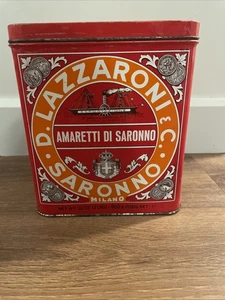 D. LAZZARONI & C.
AMARETTI DI SARONNO
SARONNO
MILANO